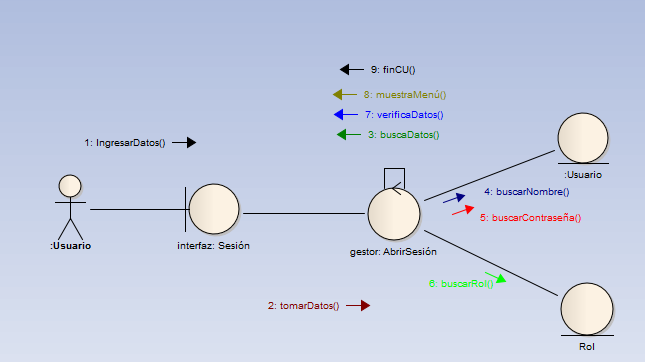 9: finCU()
8: muestraMenú()
7: verificaDatos()
3: buscaDatos()
1: IngresarDatos()
:Usuario
4: buscarNombre()
5: buscarContraseña()
:Usuario
interfaz: Sesión
gestor: AbrirSesión
6: buscarRol()
2: tomarDatos()
Rol